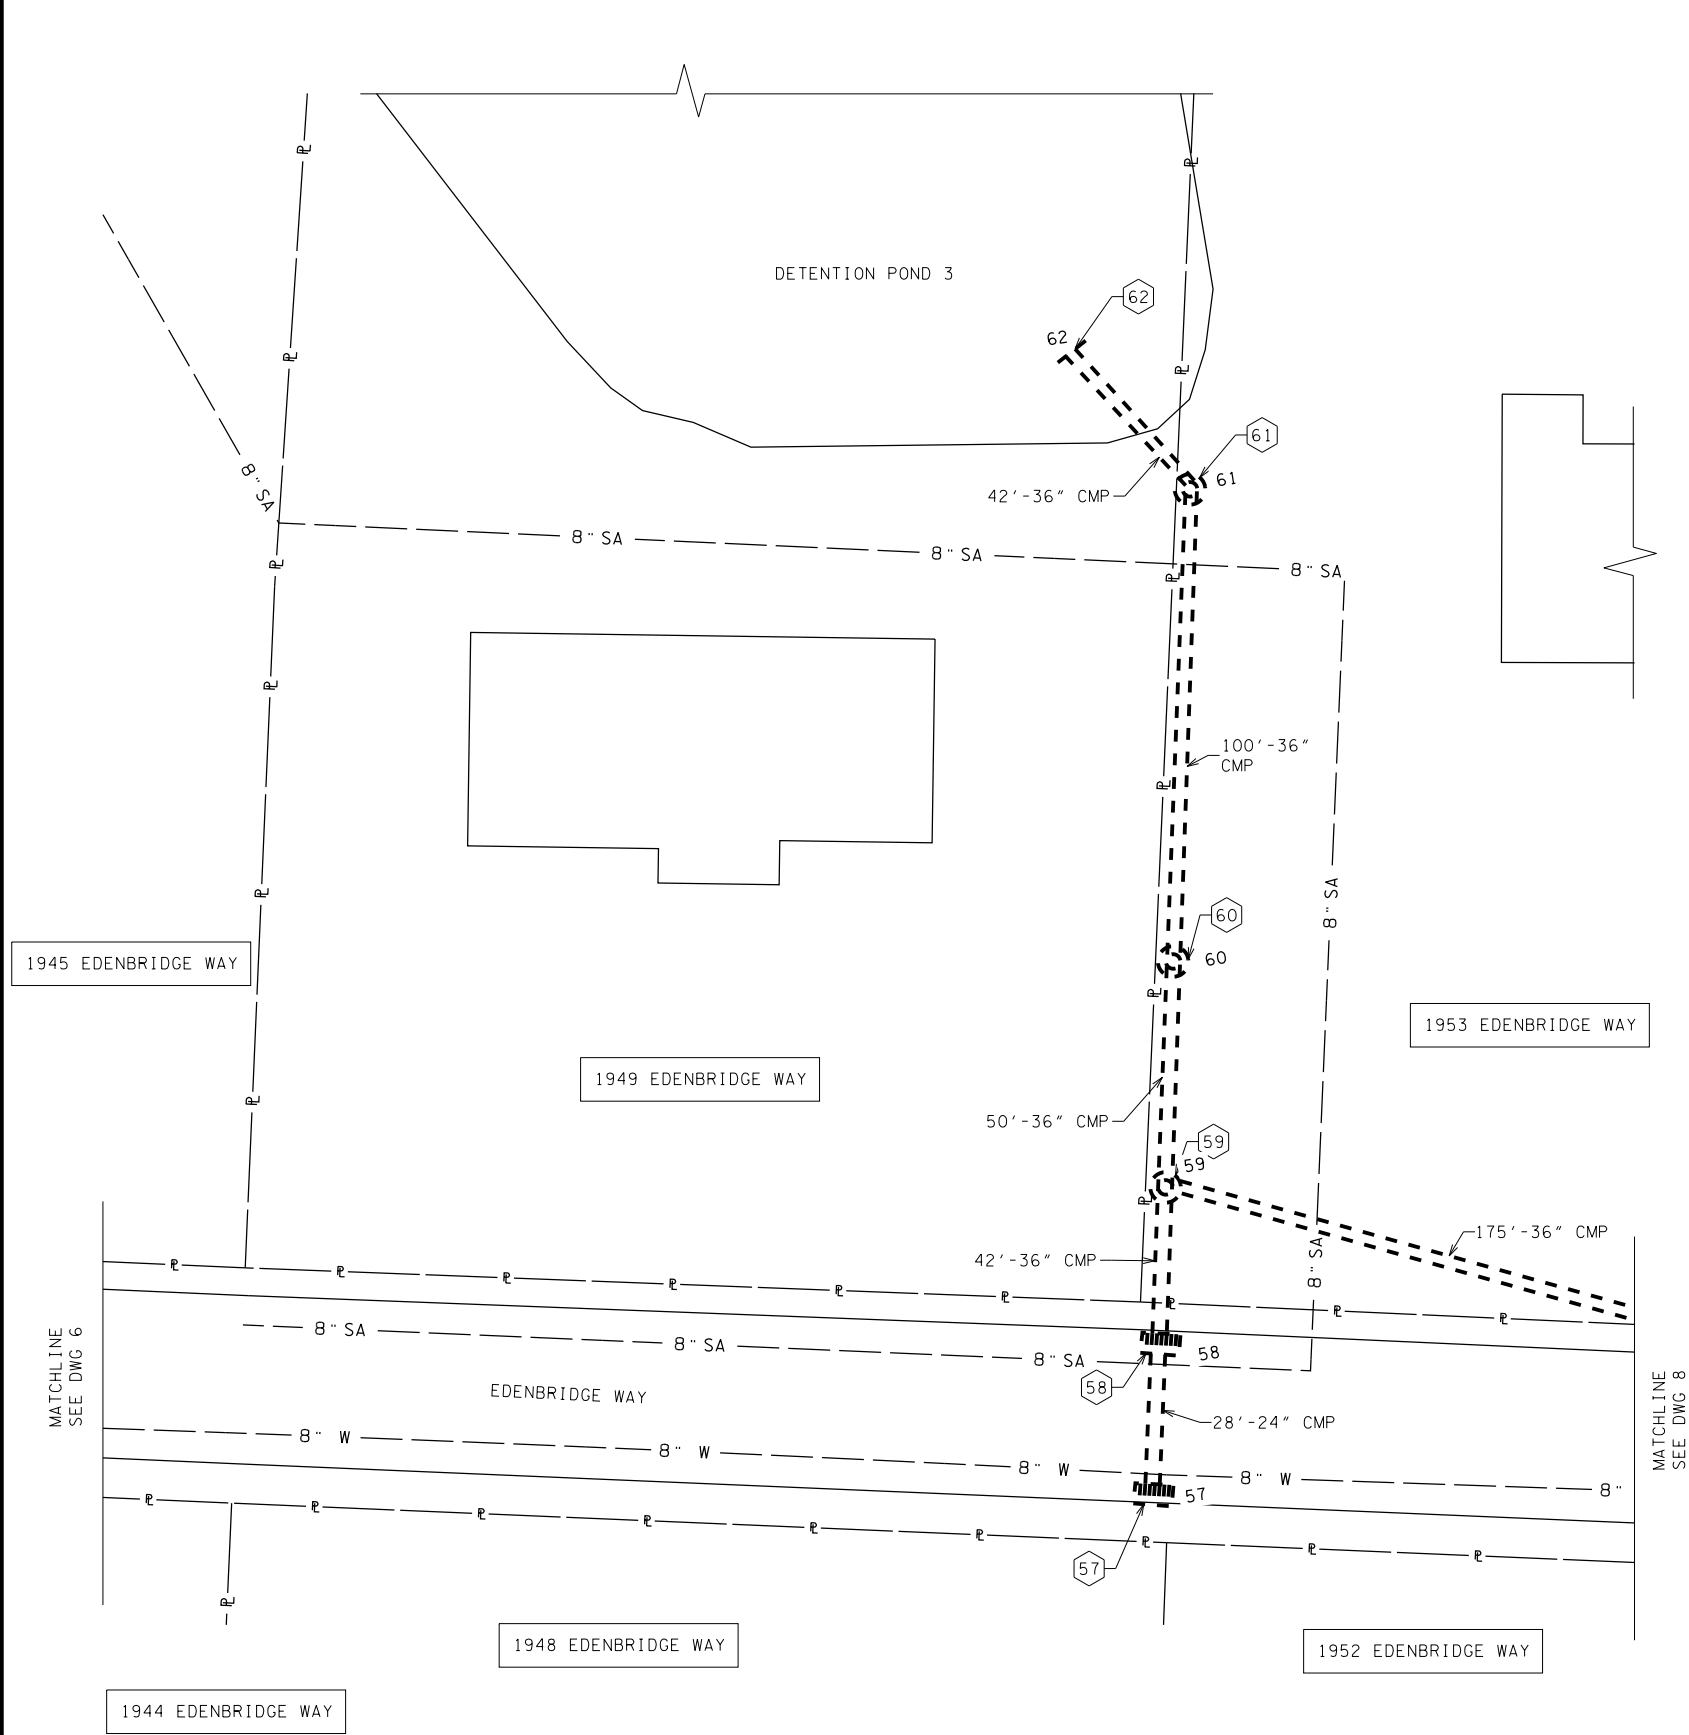 DETENTION POND 3
62
62
61
61
42'-36" CMP
8" SA
8" SA
8" SA
8" SA
100'-36"
CMP
8" SA
60
60
1945 EDENBRIDGE WAY
1953 EDENBRIDGE WAY
1949 EDENBRIDGE WAY
50'-36" CMP
59
59
175'-36" CMP
42'-36" CMP
8" SA
8" SA
8" SA
8" SA
58
58
MATCHLINE
SEE DWG 6
EDENBRIDGE WAY
MATCHLINE
SEE DWG 8
28'-24" CMP
8" W
8" W
8" W
8" W
8"
57
57
1948 EDENBRIDGE WAY
1952 EDENBRIDGE WAY
1944 EDENBRIDGE WAY